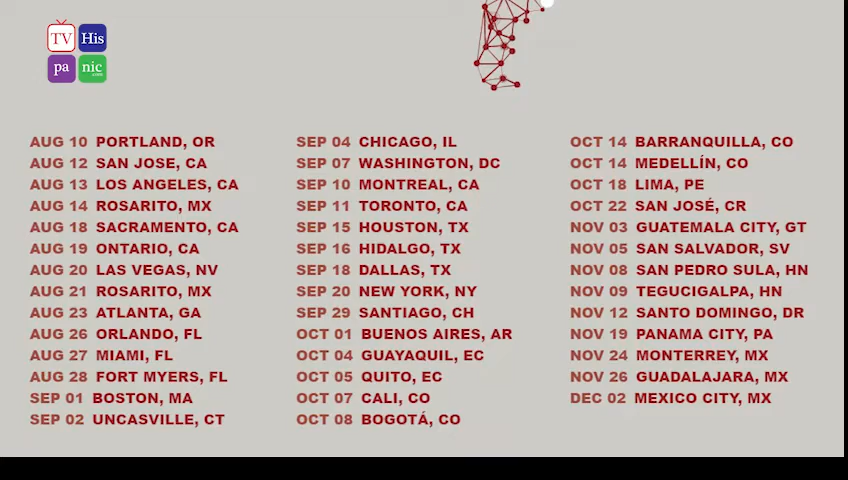 TV His
pa nic
.com
AUG 10 PORTLAND, OR
AUG 12 SAN JOSE, CA
AUG 13 LOS ANGELES, CA
AUG 14 ROSARITO, MX
AUG 18 SACRAMENTO, CA
AUG 19 ONTARIO, CA
AUG 20 LAS VEGAS, NV
AUG 21 ROSARITO, MX
AUG 23 ATLANTA, GA
AUG 26 ORLANDO, FL
AUG 27 MIAMI, FL
AUG 28 FORT MYERS, FL
SEP 01 BOSTON, MA
SEP 02 UNCASVILLE, CT
SEP 04 CHICAGO, IL
SEP 07 WASHINGTON, DC
SEP 10 MONTREAL, CA
SEP 11 TORONTO, CA
SEP 15 HOUSTON, TX
SEP 16 HIDALGO, TX
SEP 18 DALLAS, TX
SEP 20 NEW YORK, NY
SEP 29 SANTIAGO, CH
OCT 01 BUENOS AIRES, AR
OCT 04 GUAYAQUIL, EC
OCT 05 QUITO, EC
OCT 07 CALI, CO
OCT 08 BOGOTÁ, CO
OCT 14 BARRANQUILLA, CO
OCT 14 MEDELLÍN, CO
OCT 18 LIMA, PE
OCT 22 SAN JOSÉ, CR
NOV 03 GUATEMALA CITY, GT
NOV 05 SAN SALVADOR, SV
NOV 08 SAN PEDRO SULA, HN
NOV 09 TEGUCIGALPA, HN
NOV 12 SANTO DOMINGO, DR
NOV 19 PANAMA CITY, PA
NOV 24 MONTERREY, MX
NOV 26 GUADALAJARA, MX
DEC 02 MEXICO CITY, MX